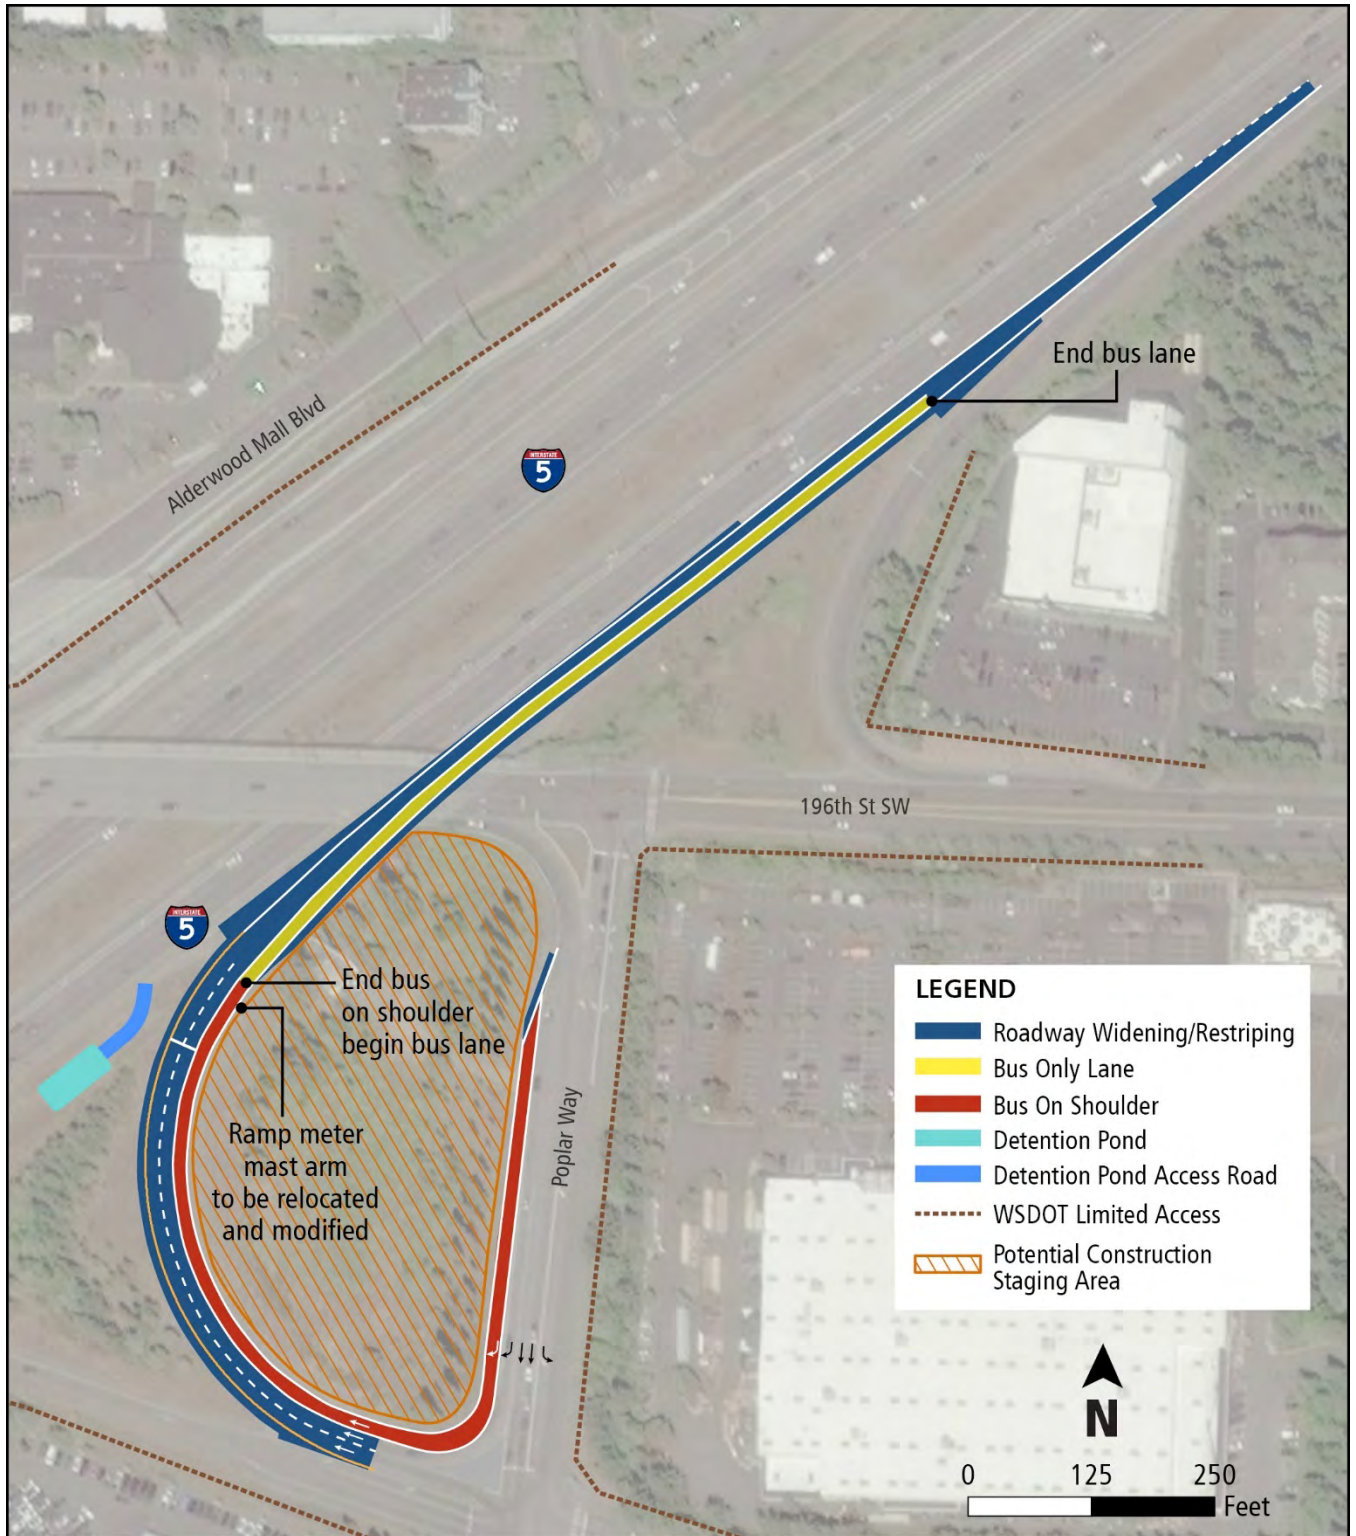 End bus lane
Alderwood Mall Blvd
INTERSTATE
5
196th St SW
INTERSTATE
5
End bus
on shoulder
begin bus lane
Ramp meter
mast arm
to be relocated
and modified
Poplar Way
LEGEND
Roadway Widening/Restriping
Bus Only Lane
Bus On Shoulder
Detention Pond
Detention Pond Access Road
WSDOT Limited Access
Potential Construction
Staging Area
N
0 125 250
Feet